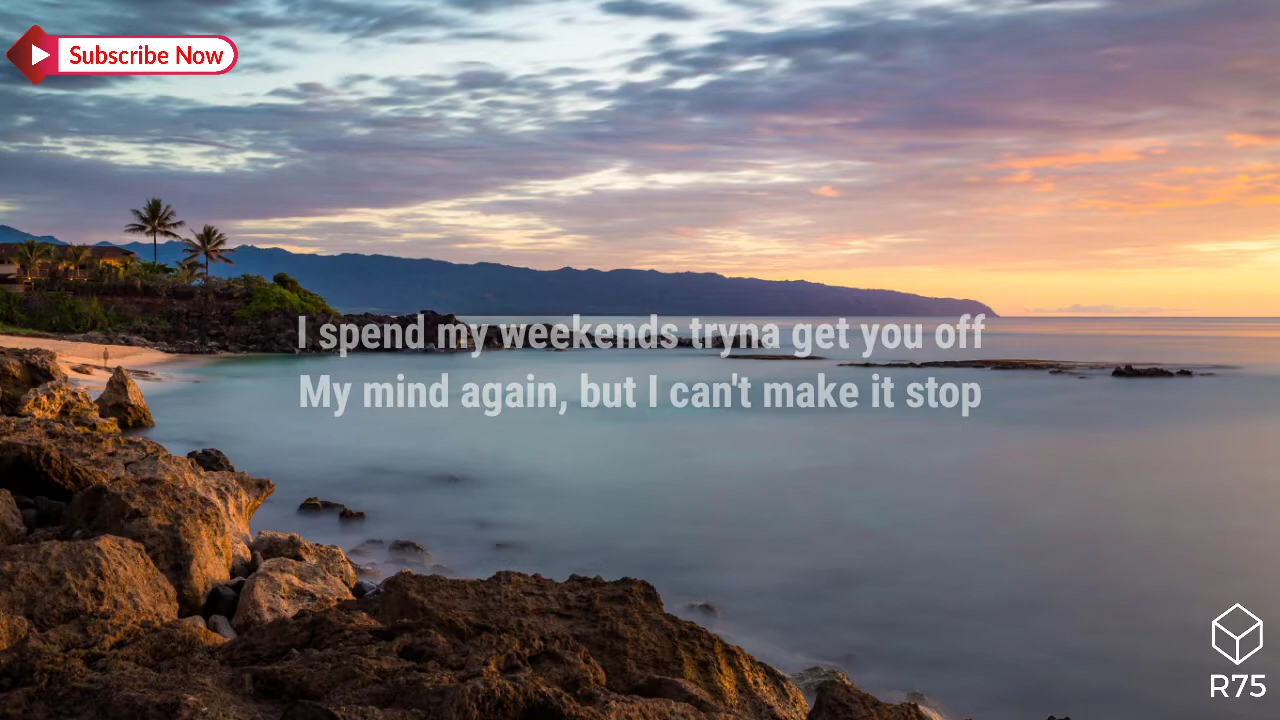 Subscribe Now
I spend my weekends tryna get you off
My mind again, but I can't make it stop
R75